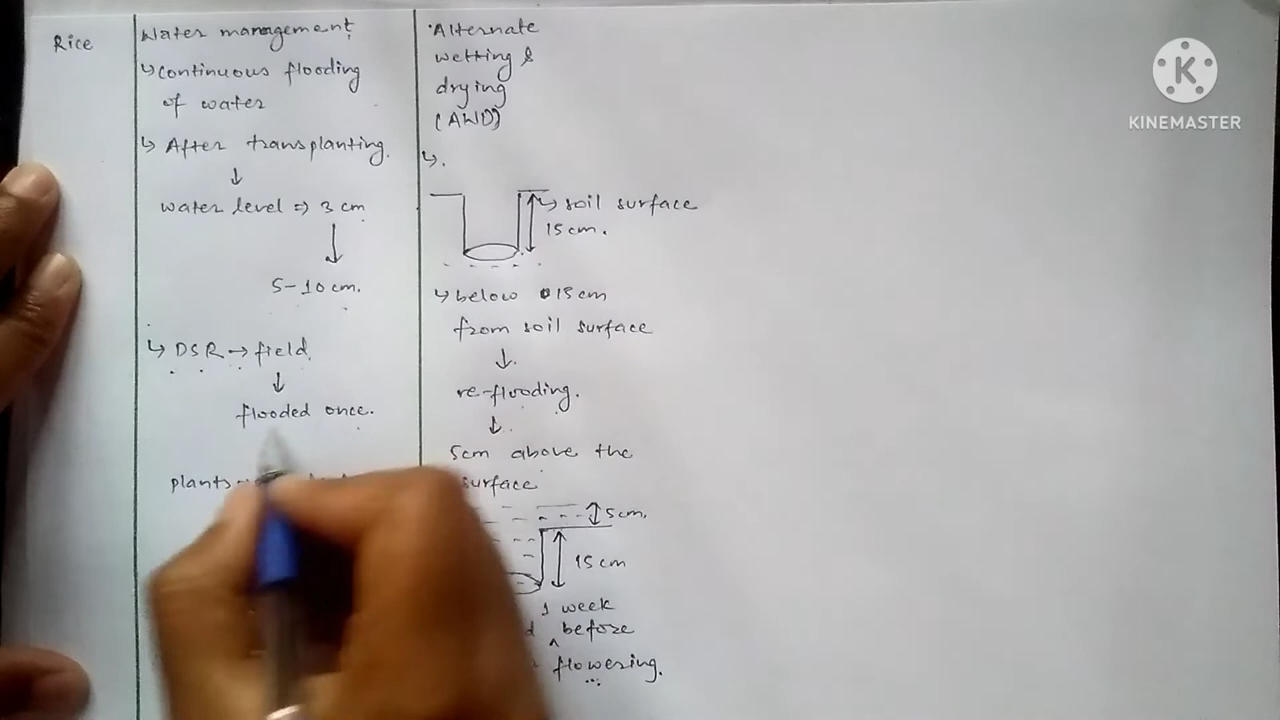 Rice
Water management
↳ continuous flooding
of water
↳ After transplanting.
↓
water level => 3 cm
↓
5-10 cm.
↳ DSR → field
↓
flooded once.
plants
Alternate
wetting &
drying
(AWD)
↳.
↳ soil surface
15 cm.
↳ below 15cm
from soil surface
↓
re-flooding.
↓
5cm above the
surface
5cm.
15 cm
1 week
before
flowering.
KINEMASTER